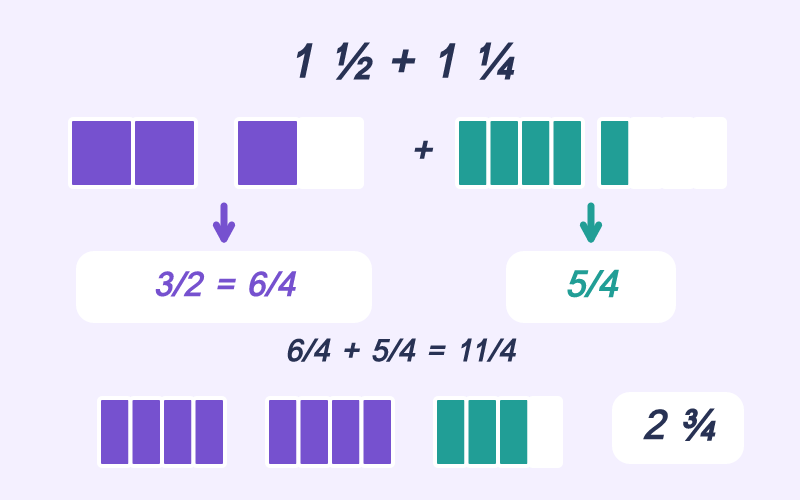 1 ½ + 1 ¼
+
3/2 = 6/4
5/4
6/4 + 5/4 = 11/4
2 ¾